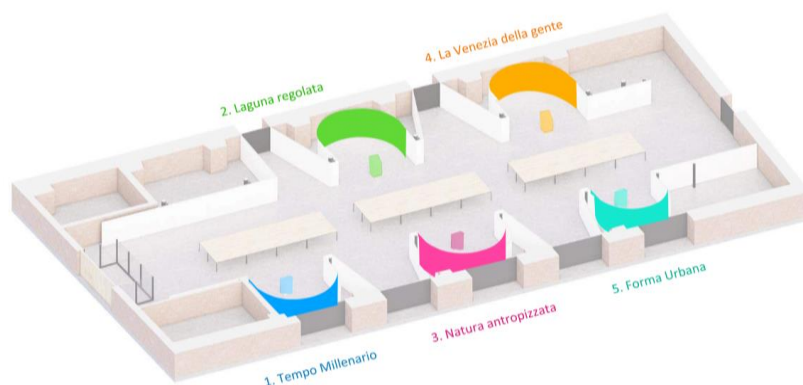 4. La Venezia della gente
2. Laguna regolata
5. Forma Urbana
3. Natura antropizzata
1. Tempo Millenario